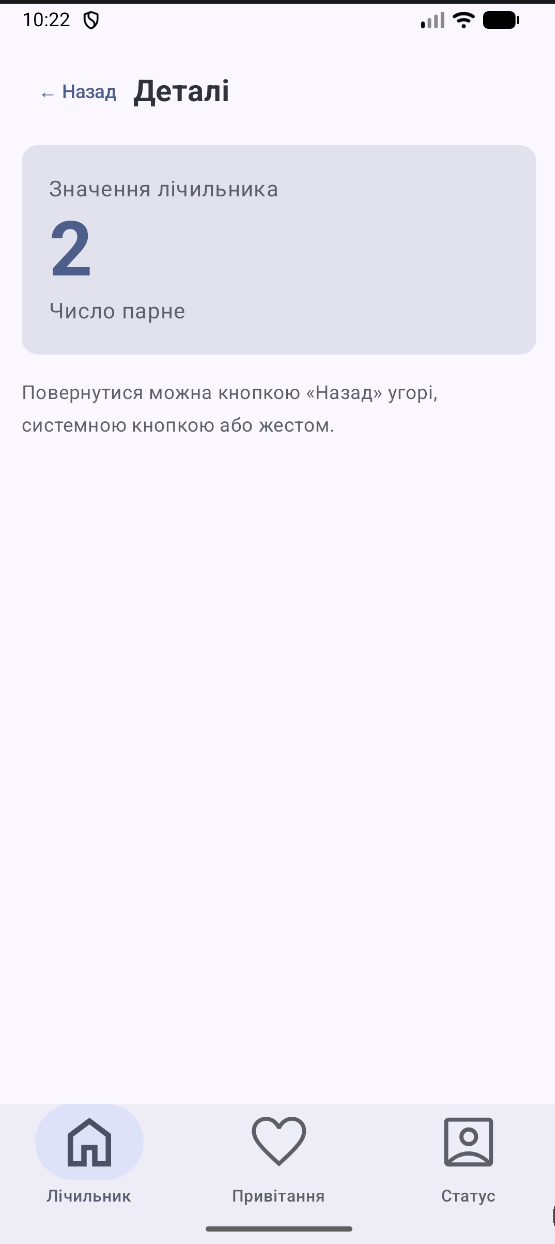 10:22
← Назад Деталі
Значення лічильника
2
Число парне
Повернутися можна кнопкою «Назад» угорі,
системною кнопкою або жестом.
Лічильник Привітання Статус